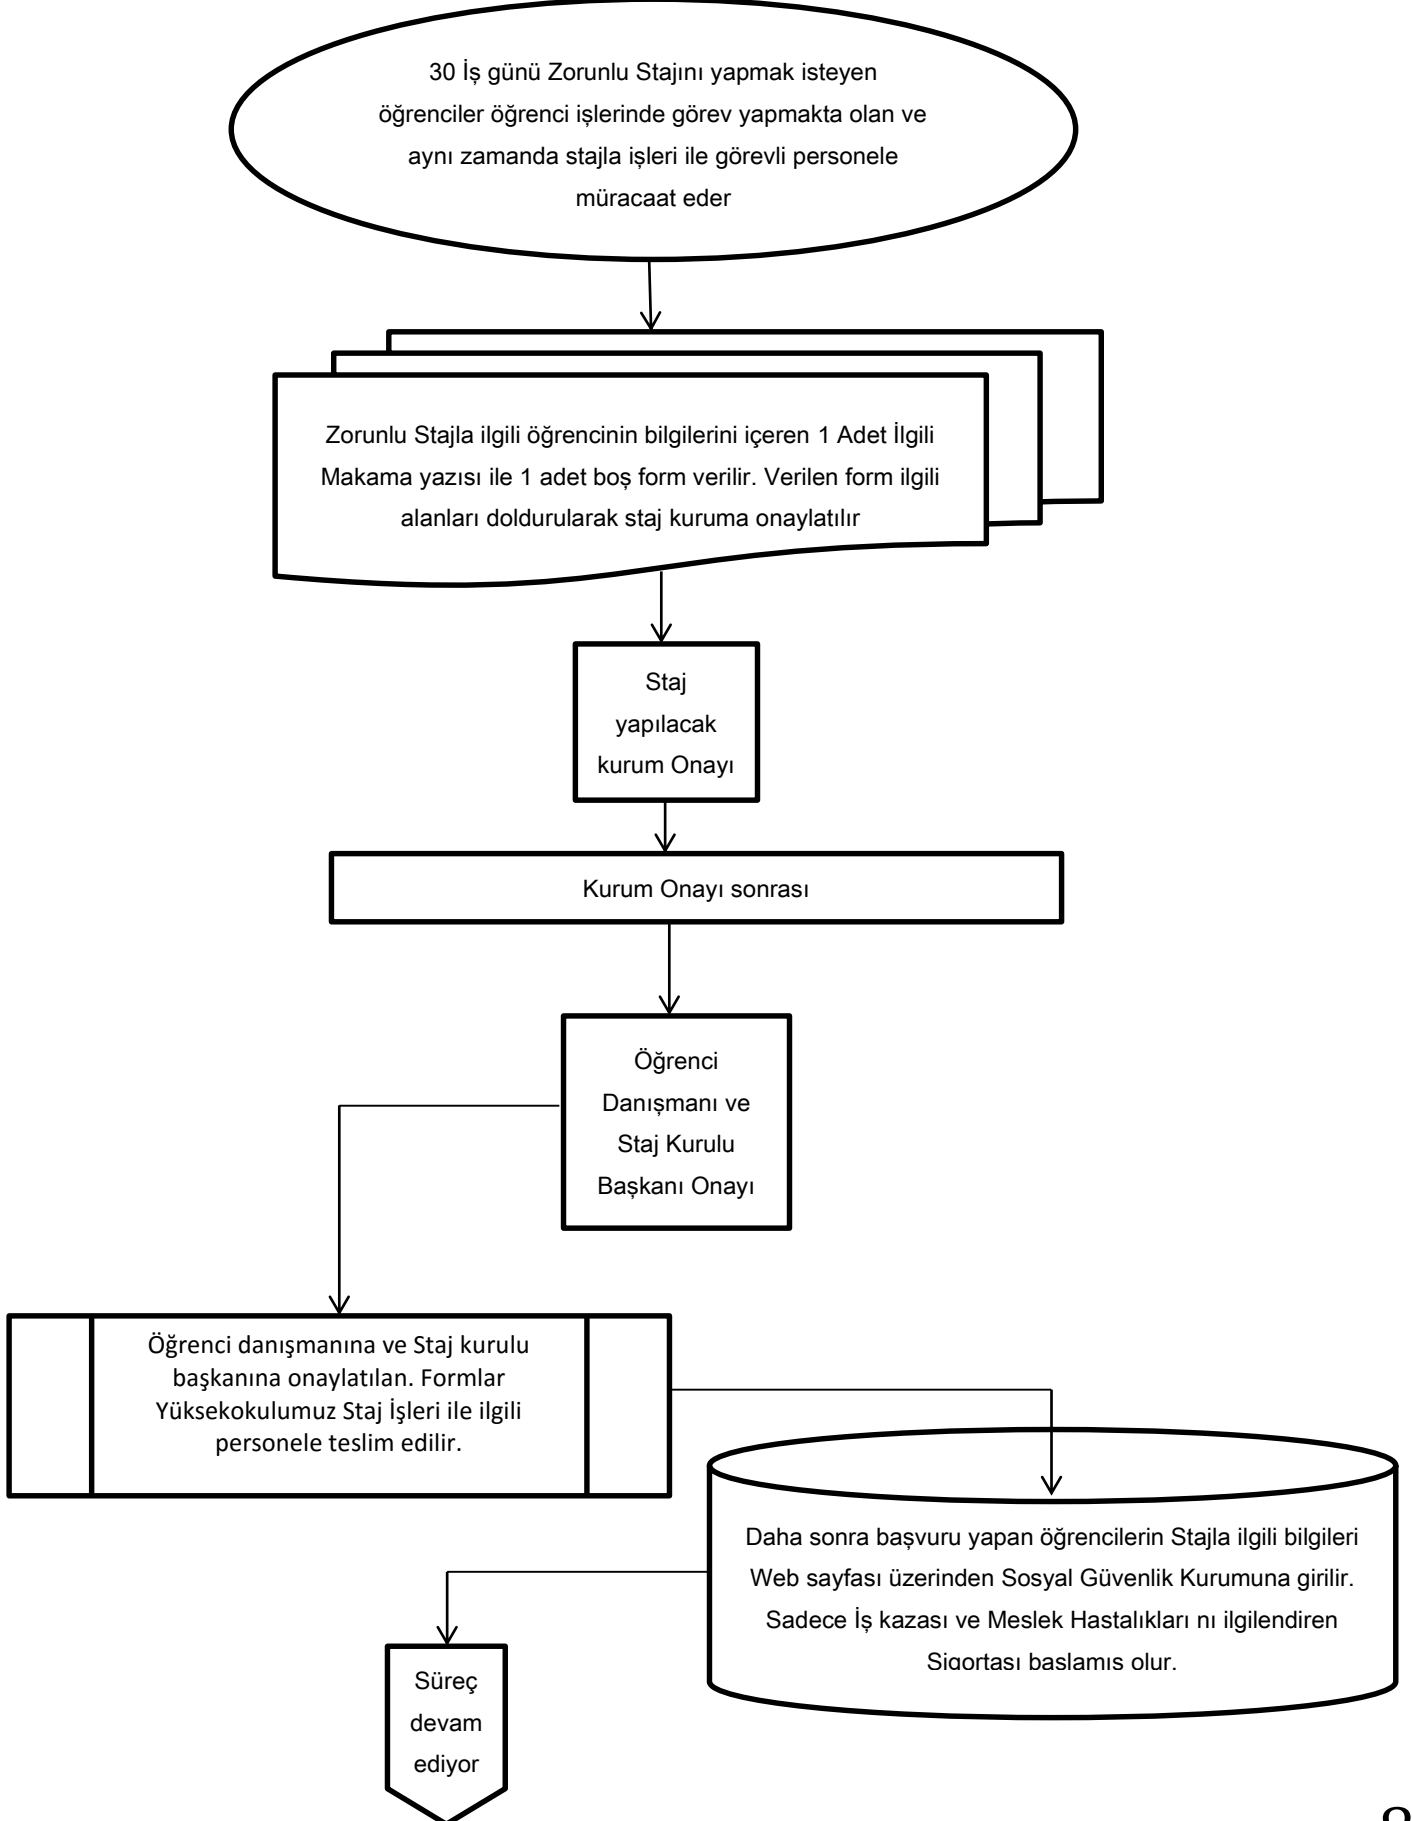 30 İş günü Zorunlu Stajını yapmak isteyen
öğrenciler öğrenci işlerinde görev yapmakta olan ve
aynı zamanda stajla işleri ile görevli personele
müracaat eder
Zorunlu Stajla ilgili öğrencinin bilgilerini içeren 1 Adet İlgili
Makama yazısı ile 1 adet boş form verilir. Verilen form ilgili
alanları doldurularak staj kuruma onaylatılır
Staj
yapılacak
kurum Onayı
Kurum Onayı sonrası
Öğrenci
Danışmanı ve
Staj Kurulu
Başkanı Onayı
Öğrenci danışmanına ve Staj kurulu
başkanına onaylatılan. Formlar
Yüksekokulumuz Staj İşleri ile ilgili
personele teslim edilir.
Daha sonra başvuru yapan öğrencilerin Stajla ilgili bilgileri
Web sayfası üzerinden Sosyal Güvenlik Kurumuna girilir.
Sadece İş kazası ve Meslek Hastalıkları nı ilgilendiren
Sigortası başlamış olur.
Süreç
devam
ediyor